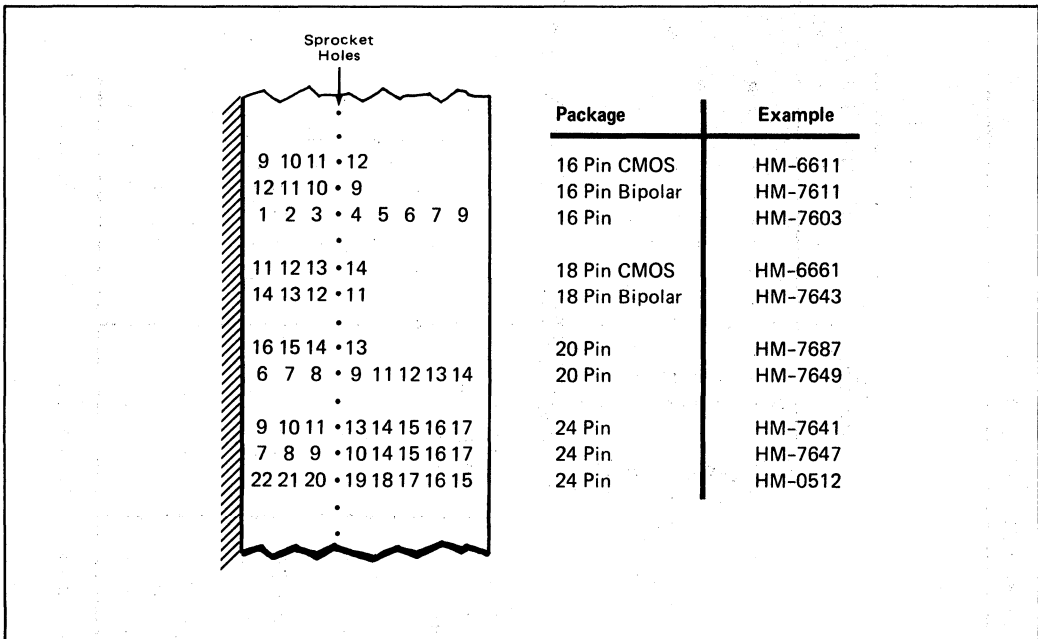 Sprocket
Holes
Package Example
9 10 11 • 12 16 Pin CMOS HM-6611
12 11 10 • 9 16 Pin Bipolar HM-7611
1 2 3 • 4 5 6 7 9 16 Pin HM-7603
11 12 13 • 14 18 Pin CMOS HM-6661
14 13 12 • 11 18 Pin Bipolar HM-7643
16 15 14 • 13 20 Pin HM-7687
6 7 8 • 9 11 12 13 14 20 Pin HM-7649
9 10 11 • 13 14 15 16 17 24 Pin HM-7641
7 8 9 • 10 14 15 16 17 24 Pin HM-7647
22 21 20 • 19 18 17 16 15 24 Pin HM-0512